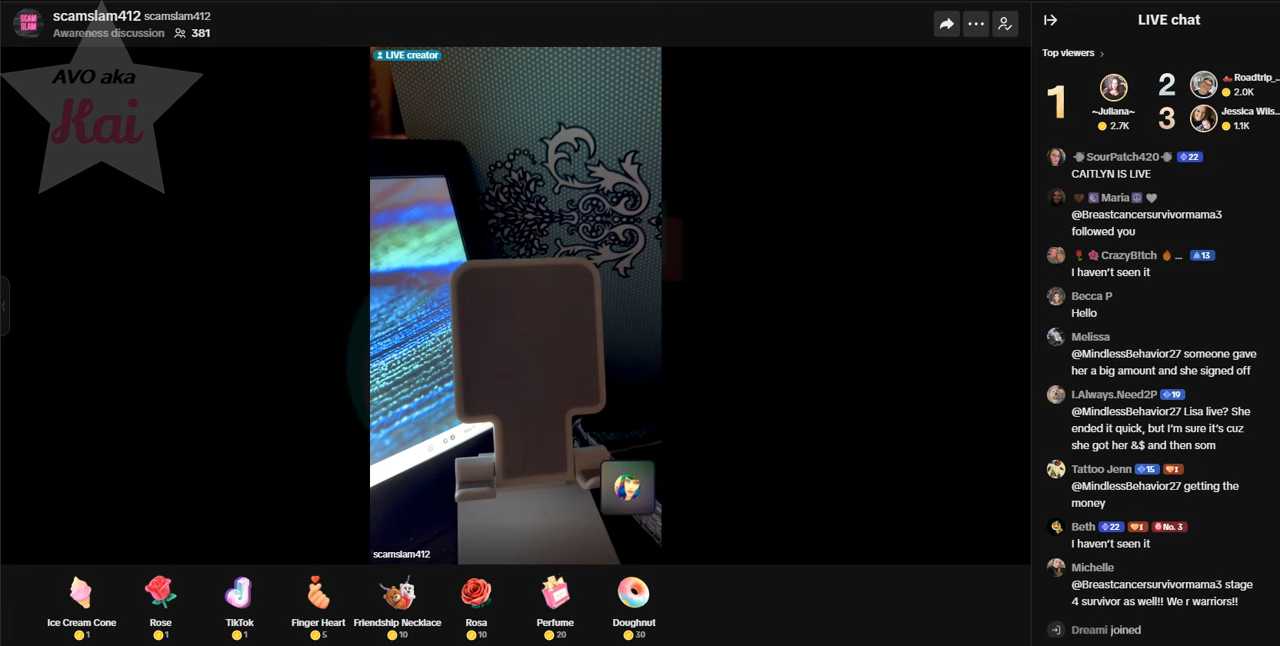 SCAM
SLAM
scamslam412 scamslam412
Awareness discussion 381
AVO aka
Kai
LIVE creator
scamslam412
Ice Cream Cone
1
Rose
1
TikTok
1
Finger Heart
5
Friendship Necklace
10
Rosa
10
Perfume
20
Doughnut
30
LIVE chat
Top viewers
1
~Juliana~
2.7K
2
Roadtrip_...
2.0K
3
Jessica Wils...
1.1K
SourPatch420 22
CAITLYN IS LIVE
Maria
@Breastcancersurvivormama3
followed you
CrazyB!tch ... 13
I haven't seen it
Becca P
Hello
Melissa
@MindlessBehavior27 someone gave
her a big amount and she signed off
I.Always.Need2P 19
@MindlessBehavior27 Lisa live? She
ended it quick, but I'm sure it's cuz
she got her &$ and then som
Tattoo Jenn 15 I
@MindlessBehavior27 getting the
money
Beth 22 I No. 3
I haven't seen it
Michelle
@Breastcancersurvivormama3 stage
4 survivor as well!! We r warriors!!
Dreami joined